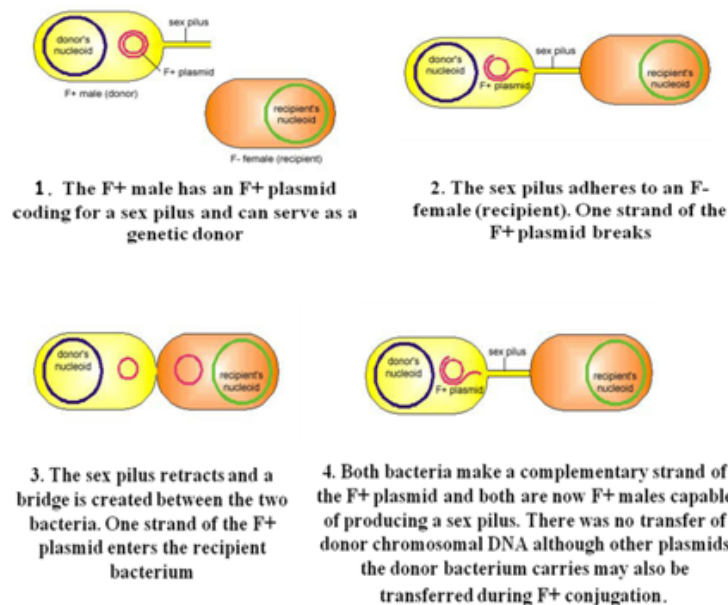 sex pilus
donor's
nucleoid
F+ plasmid
F+ male (donor)
recipient's
nucleoid
F- female (recipient)
1. The F+ male has an F+ plasmid
coding for a sex pilus and can serve as a
genetic donor
donor's
nucleoid
sex pilus
F+ plasmid
recipient's
nucleoid
2. The sex pilus adheres to an F-
female (recipient). One strand of the
F+ plasmid breaks
donor's
nucleoid
recipient's
nucleoid
3. The sex pilus retracts and a
bridge is created between the two
bacteria. One strand of the F+
plasmid enters the recipient
bacterium
donor's
nucleoid
sex pilus
F+ plasmid
recipient's
nucleoid
4. Both bacteria make a complementary strand of
the F+ plasmid and both are now F+ males capable
of producing a sex pilus. There was no transfer of
donor chromosomal DNA although other plasmids
the donor bacterium carries may also be
transferred during F+ conjugation.